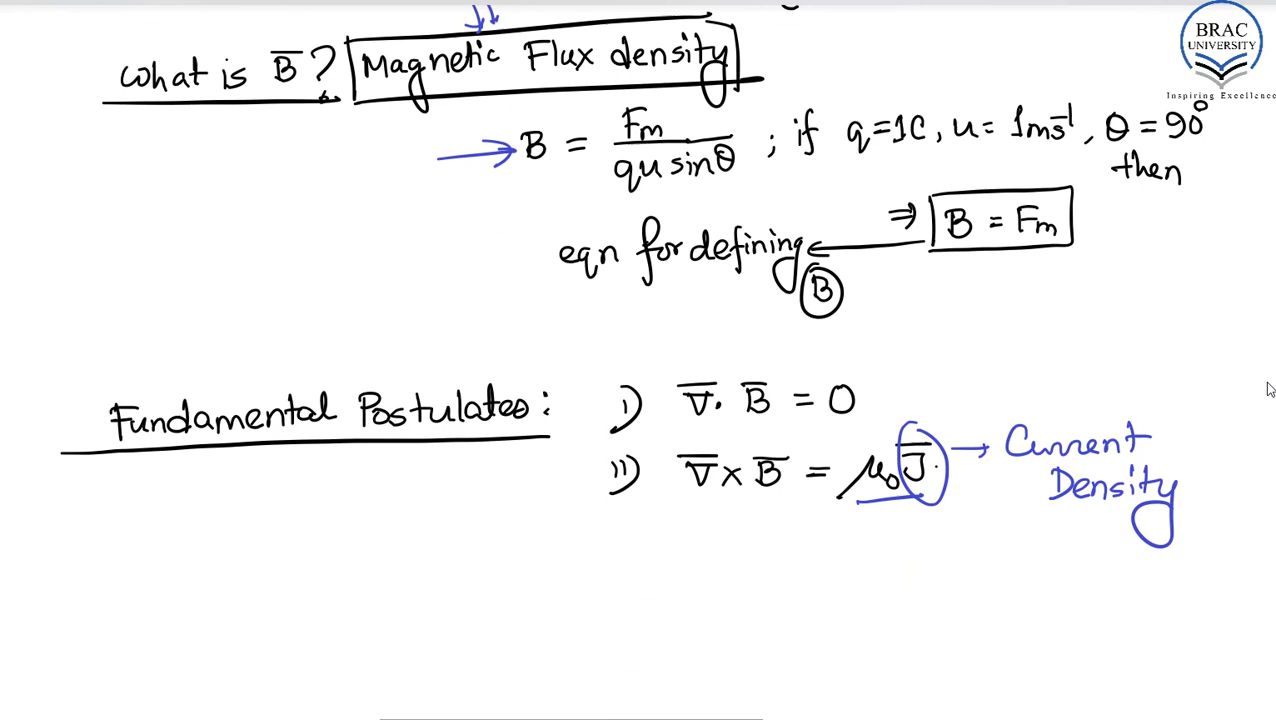 BRAC
UNIVERSITY
Inspiring Excellence
What is B̅? Magnetic Flux density
B = Fm / qu sinθ ; if q=1C, u= 1ms⁻¹, θ = 90°
then
⇒ B = Fm
eqn for defining B
Fundamental Postulates: i) ∇̅. B̅ = 0
ii) ∇̅ x B̅ = μ₀J̅. → Current
Density